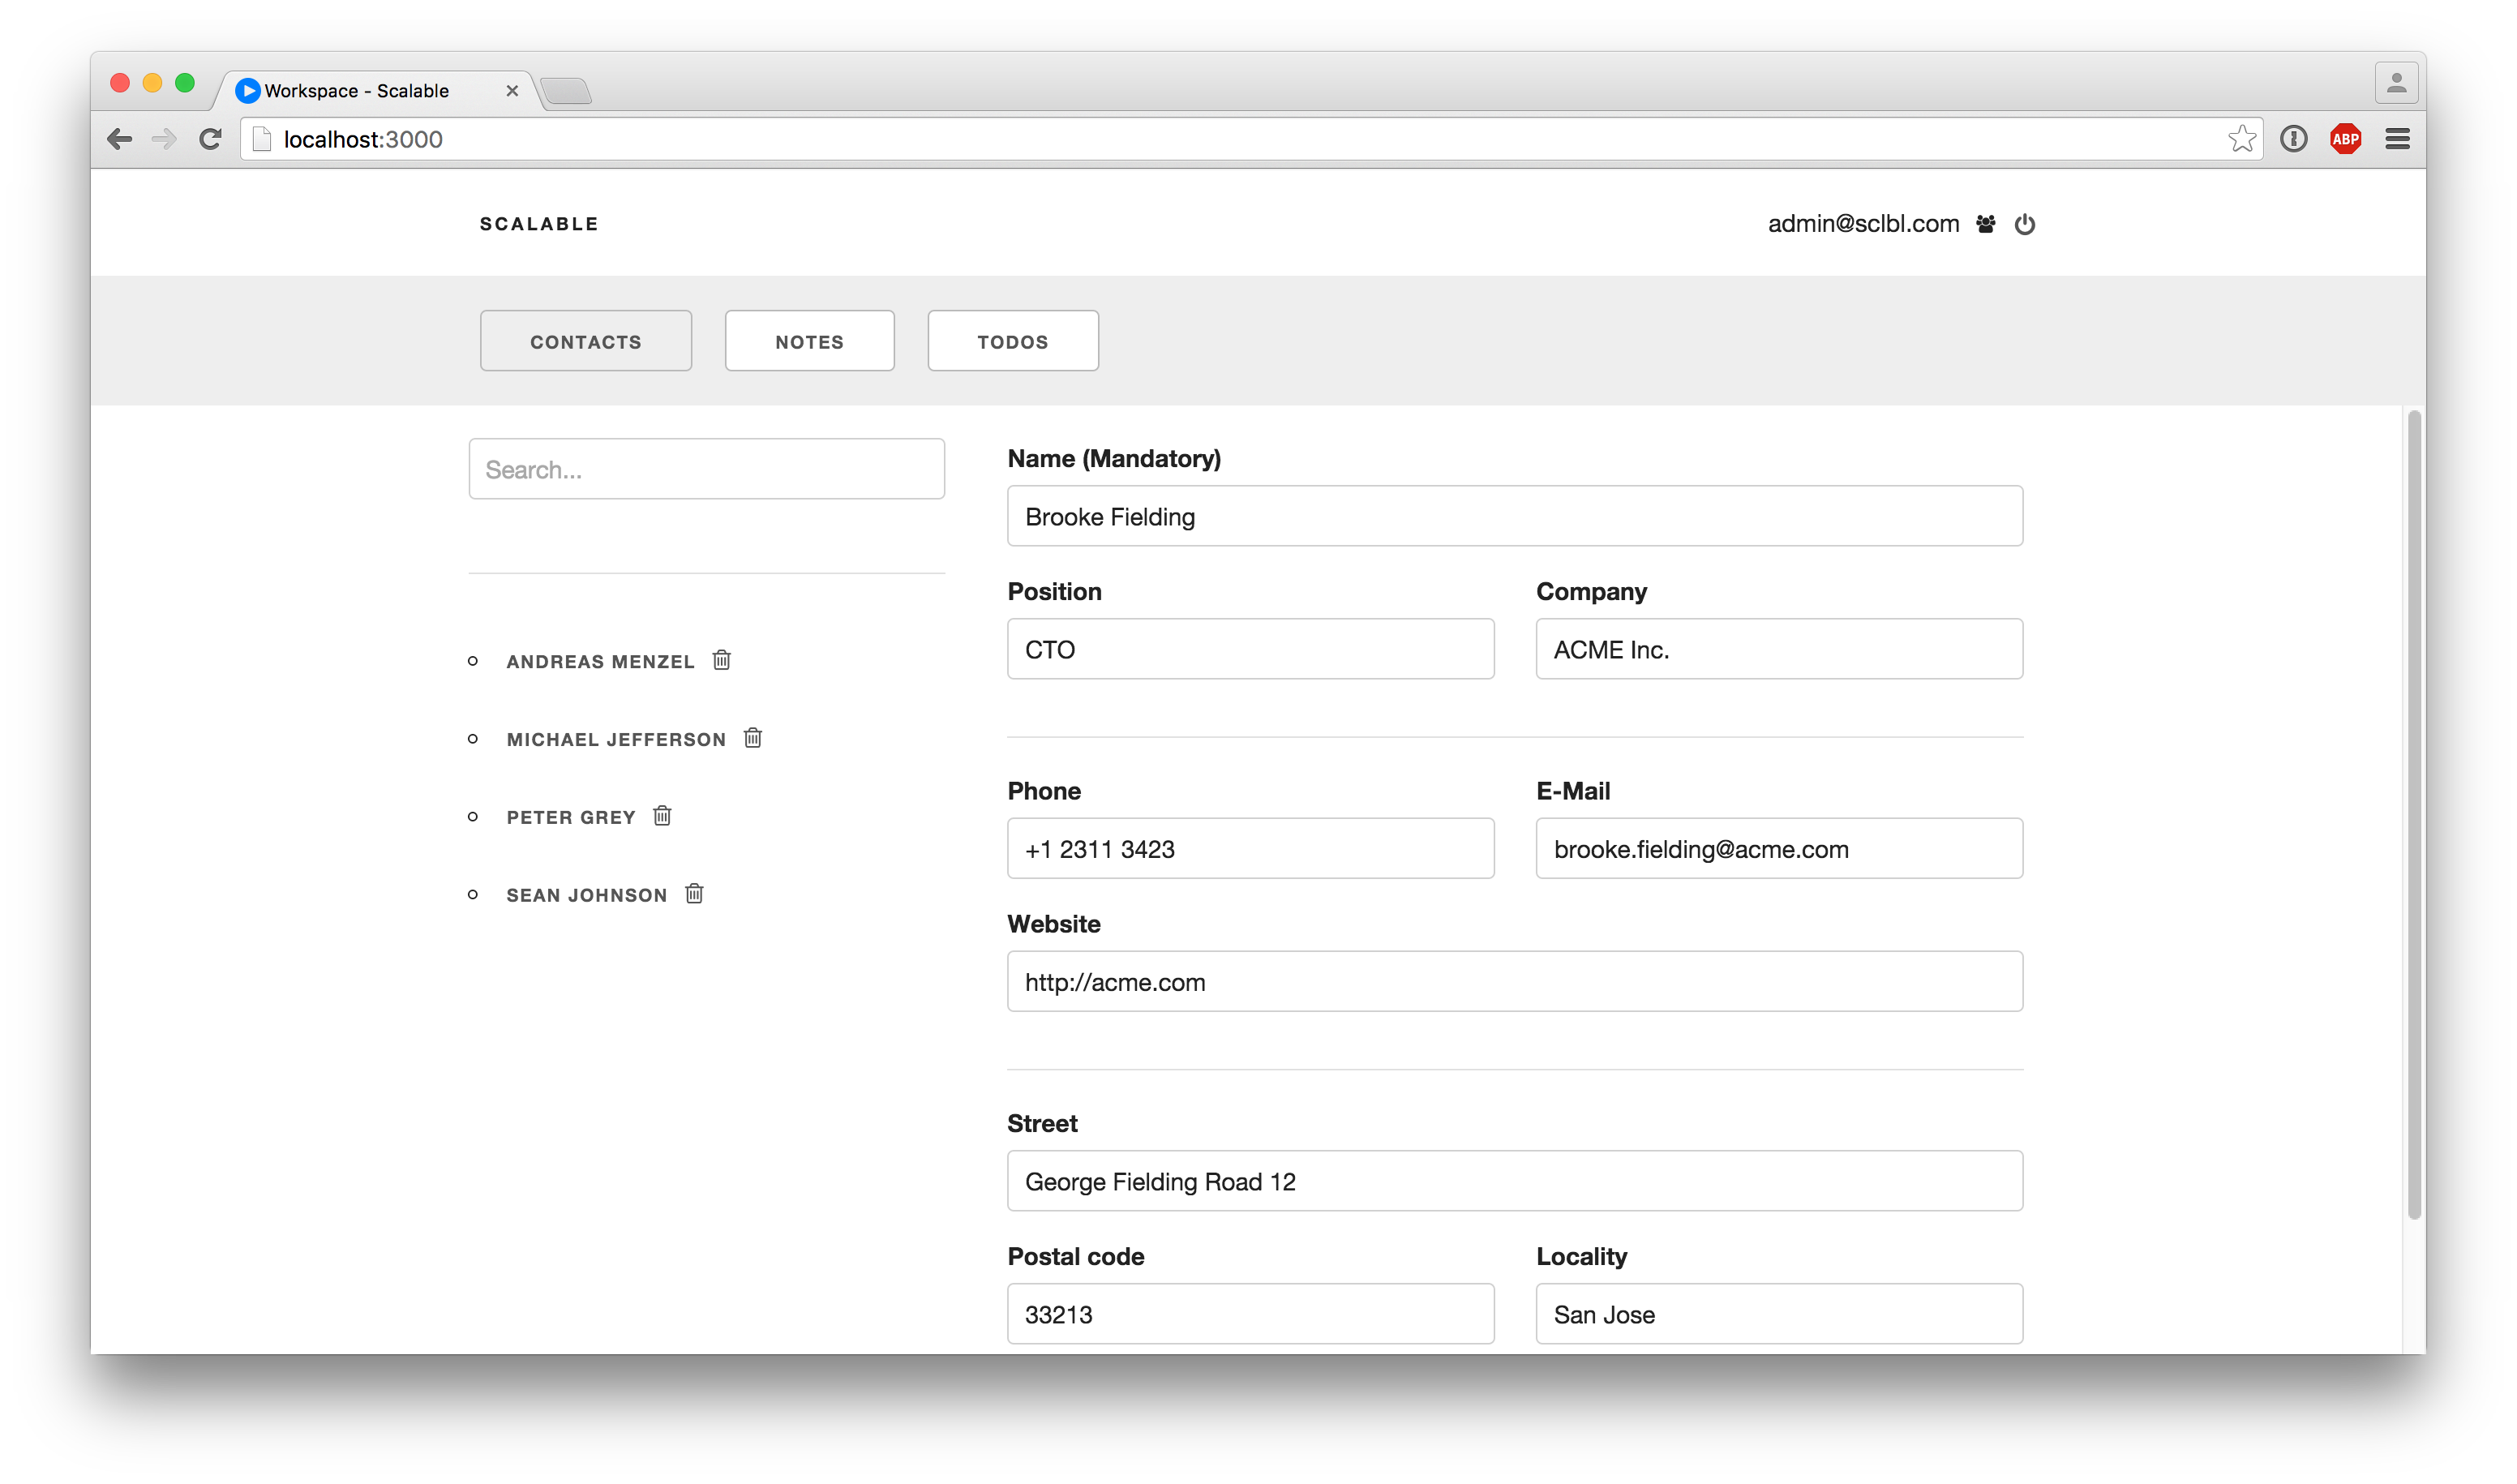 Workspace - Scalable
localhost:3000
ABP
SCALABLE
admin@sclbl.com
CONTACTS NOTES TODOS
Search...
ANDREAS MENZEL
MICHAEL JEFFERSON
PETER GREY
SEAN JOHNSON
Name (Mandatory)
Brooke Fielding
Position Company
CTO ACME Inc.
Phone E-Mail
+1 2311 3423 brooke.fielding@acme.com
Website
http://acme.com
Street
George Fielding Road 12
Postal code Locality
33213 San Jose